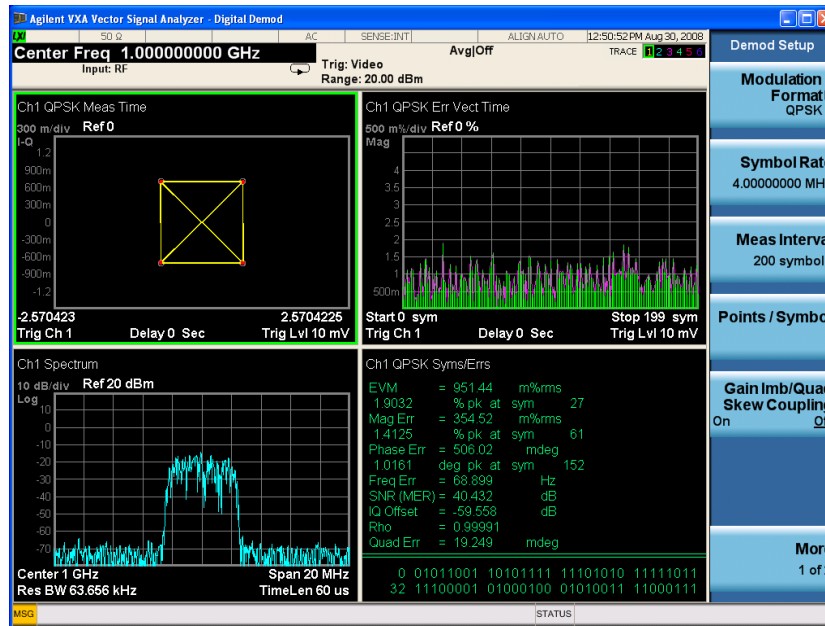 Agilent VXA Vector Signal Analyzer - Digital Demod
LXI 50 Ω AC SENSE:INT ALIGN AUTO 12:50:52 PM Aug 30, 2008
Center Freq 1.000000000 GHz
Input: RF
Trig: Video
Range: 20.00 dBm
Avg|Off
TRACE 1 2 3 4 5 6
Ch1 QPSK Meas Time
300 m/div Ref 0
I-Q
1.2
900m
600m
300m
0
-300m
-600m
-900m
-1.2
-2.570423 2.5704225
Trig Ch 1 Delay 0 Sec Trig Lvl 10 mV
Ch1 QPSK Err Vect Time
500 m%/div Ref 0 %
Mag
4
3.5
3
2.5
2
1.5
1
500m
Start 0 sym Stop 199 sym
Trig Ch 1 Delay 0 Sec Trig Lvl 10 mV
Ch1 Spectrum
10 dB/div Ref 20 dBm
Log
10
0
-10
-20
-30
-40
-50
-60
-70
Center 1 GHz Span 20 MHz
Res BW 63.656 kHz TimeLen 60 us
Ch1 QPSK Syms/Errs
EVM = 951.44 m%rms
1.9032 % pk at sym 27
Mag Err = 354.52 m%rms
1.4125 % pk at sym 61
Phase Err = 506.02 mdeg
1.0161 deg pk at sym 152
Freq Err = 68.899 Hz
SNR (MER) = 40.432 dB
IQ Offset = -59.558 dB
Rho = 0.99991
Quad Err = 19.249 mdeg
0 01011001 10101111 11101010 11111011
32 11100001 01000100 01010011 11000111
Demod Setup
Modulation
Format
QPSK
Symbol Rat
4.00000000 MH
Meas Interva
200 symbol
Points / Symbo
Gain Imb/Qua
Skew Coupling
On Of
More
1 of
MSG STATUS